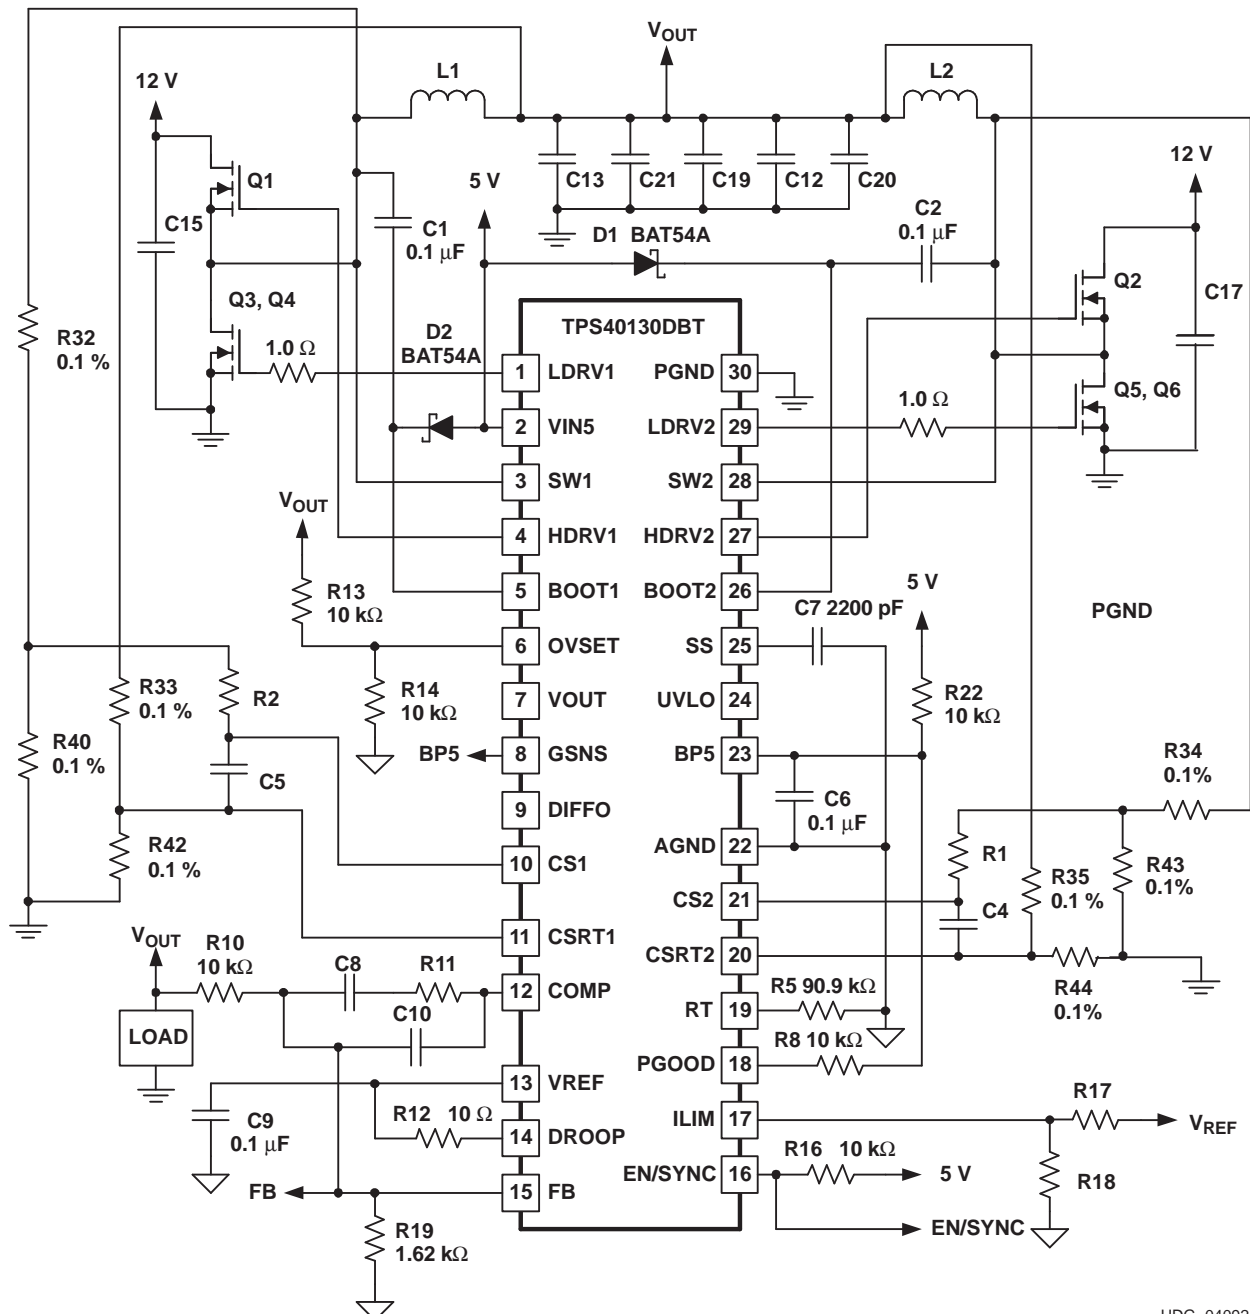 VOUT
L1
L2
12 V
12 V
Q1
5 V
C13
C21
C19
C12
C20
C15
C1
0.1 μF
C2
0.1 μF
D1 BAT54A
Q2
C17
Q3, Q4
TPS40130DBT
R32
0.1 %
1.0 Ω
D2
BAT54A
1 LDRV1
PGND 30
Q5, Q6
1.0 Ω
2 VIN5
LDRV2 29
3 SW1
SW2 28
VOUT
4 HDRV1
HDRV2 27
R13
10 kΩ
5 BOOT1
BOOT2 26
5 V
C7 2200 pF
PGND
6 OVSET
SS 25
R33
0.1 %
R2
R14
10 kΩ
7 VOUT
UVLO 24
R22
10 kΩ
R40
0.1 %
BP5
8 GSNS
BP5 23
R34
0.1%
C5
9 DIFFO
C6
0.1 μF
R42
0.1 %
10 CS1
AGND 22
R1
R43
0.1%
CS2 21
C4
R35
0.1 %
11 CSRT1
CSRT2 20
VOUT
R10
10 kΩ
C8
R11
12 COMP
R44
0.1%
R5 90.9 kΩ
RT 19
LOAD
C10
R8 10 kΩ
PGOOD 18
13 VREF
R17
C9
0.1 μF
R12 10 Ω
14 DROOP
ILIM 17
VREF
R16 10 kΩ
EN/SYNC 16
5 V
R18
FB
15 FB
EN/SYNC
R19
1.62 kΩ